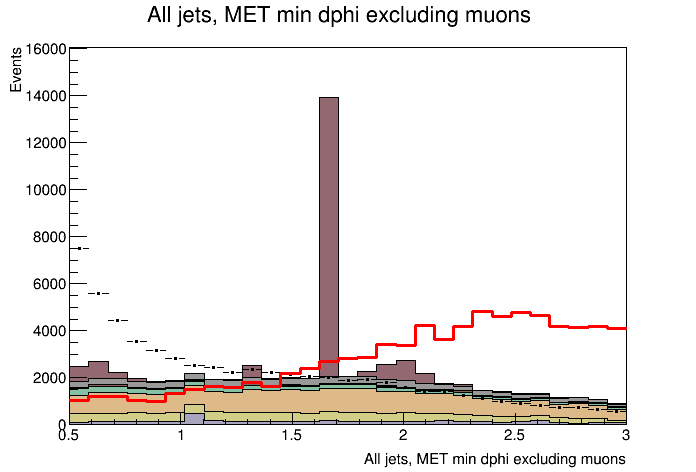 All jets, MET min dphi excluding muons
Events
16000
14000
12000
10000
8000
6000
4000
2000
0
0.5 1 1.5 2 2.5 3
All jets, MET min dphi excluding muons